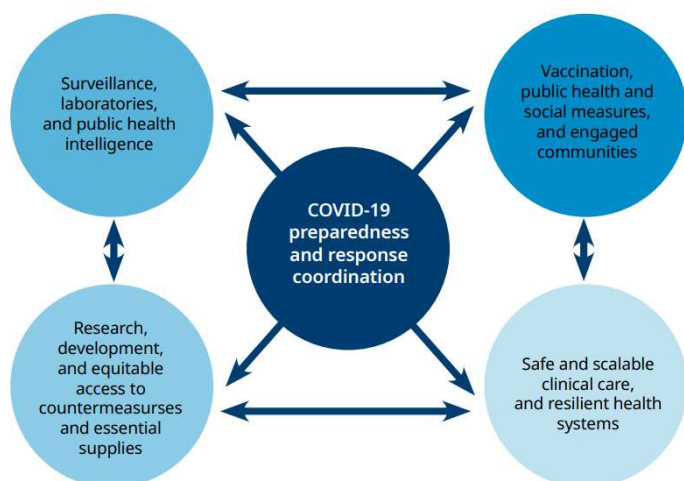 Surveillance,
laboratories,
and public health
intelligence
Vaccination,
public health and
social measures,
and engaged
communities
COVID-19
preparedness
and response
coordination
Research,
development,
and equitable
access to
countermeasurses
and essential
supplies
Safe and scalable
clinical care,
and resilient health
systems